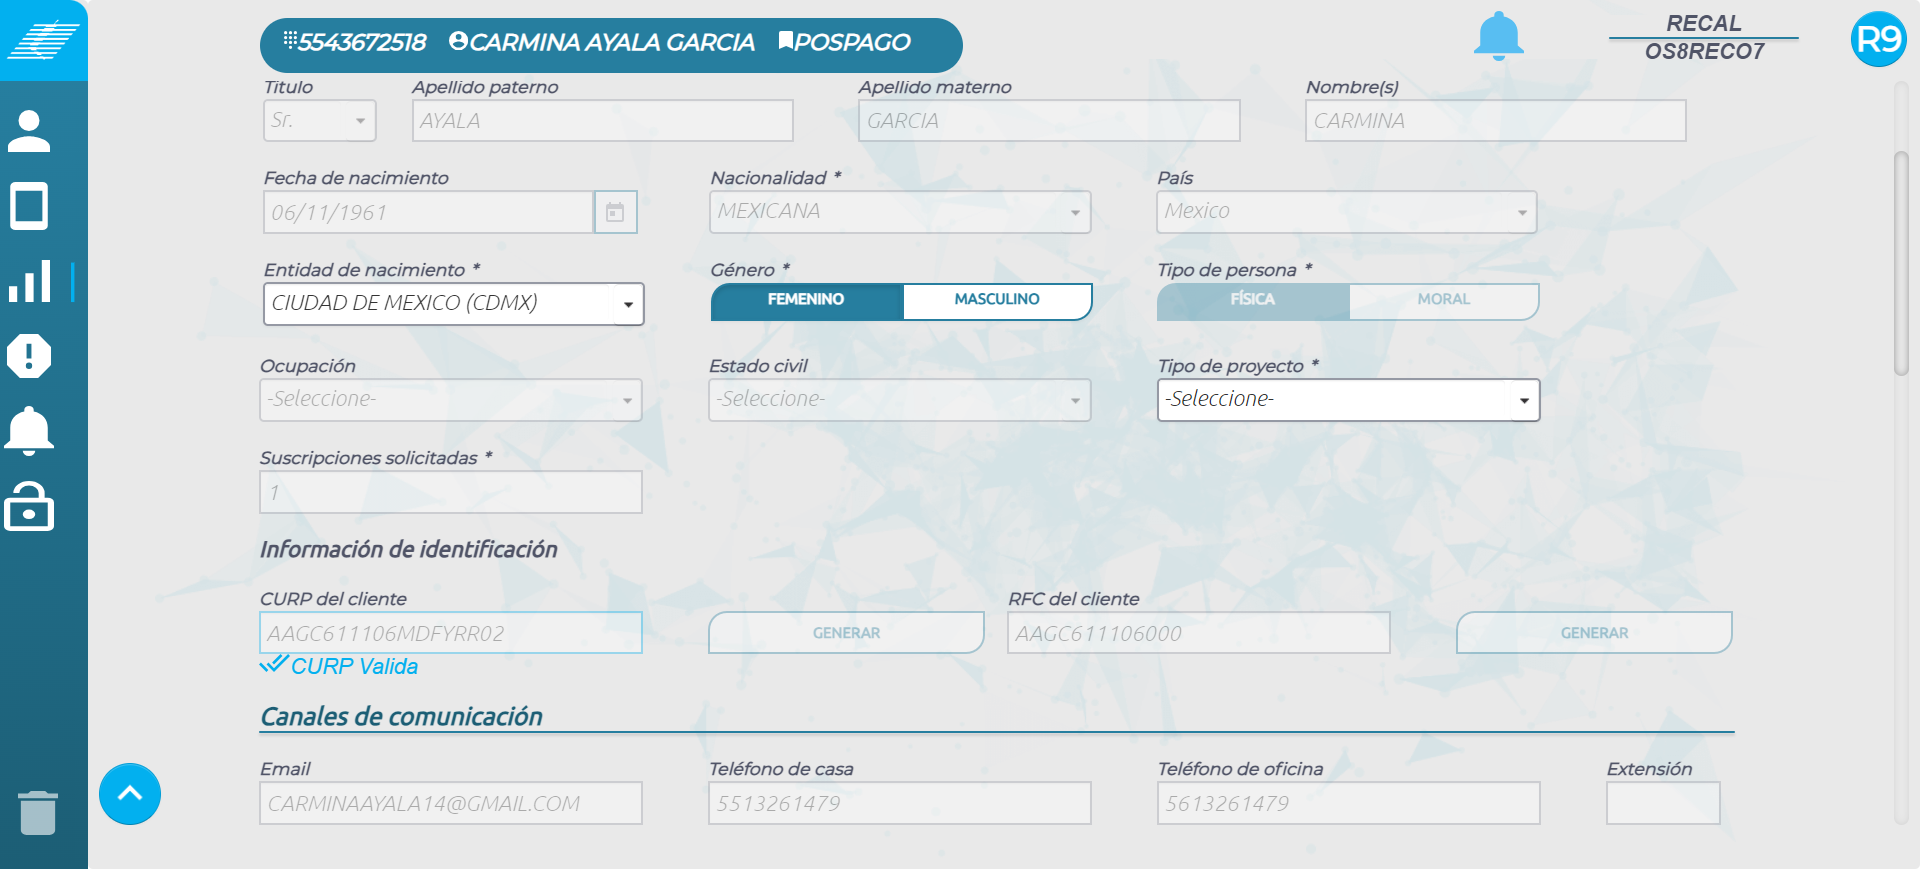 5543672518 CARMINA AYALA GARCIA POSPAGO
RECAL
OS8RECO7
R9
Titulo Apellido paterno Apellido materno Nombre(s)
Sr. AYALA GARCIA CARMINA
Fecha de nacimiento Nacionalidad * País
06/11/1961 MEXICANA Mexico
Entidad de nacimiento * Género * Tipo de persona *
CIUDAD DE MEXICO (CDMX) FEMENINO MASCULINO FÍSICA MORAL
Ocupación Estado civil Tipo de proyecto *
-Seleccione- -Seleccione- -Seleccione-
Suscripciones solicitadas *
1
Información de identificación
CURP del cliente RFC del cliente
AAGC611106MDFYRR02 GENERAR AAGC611106000 GENERAR
CURP Valida
Canales de comunicación
Email Teléfono de casa Teléfono de oficina Extensión
CARMINAAYALA14@GMAIL.COM 5513261479 5613261479